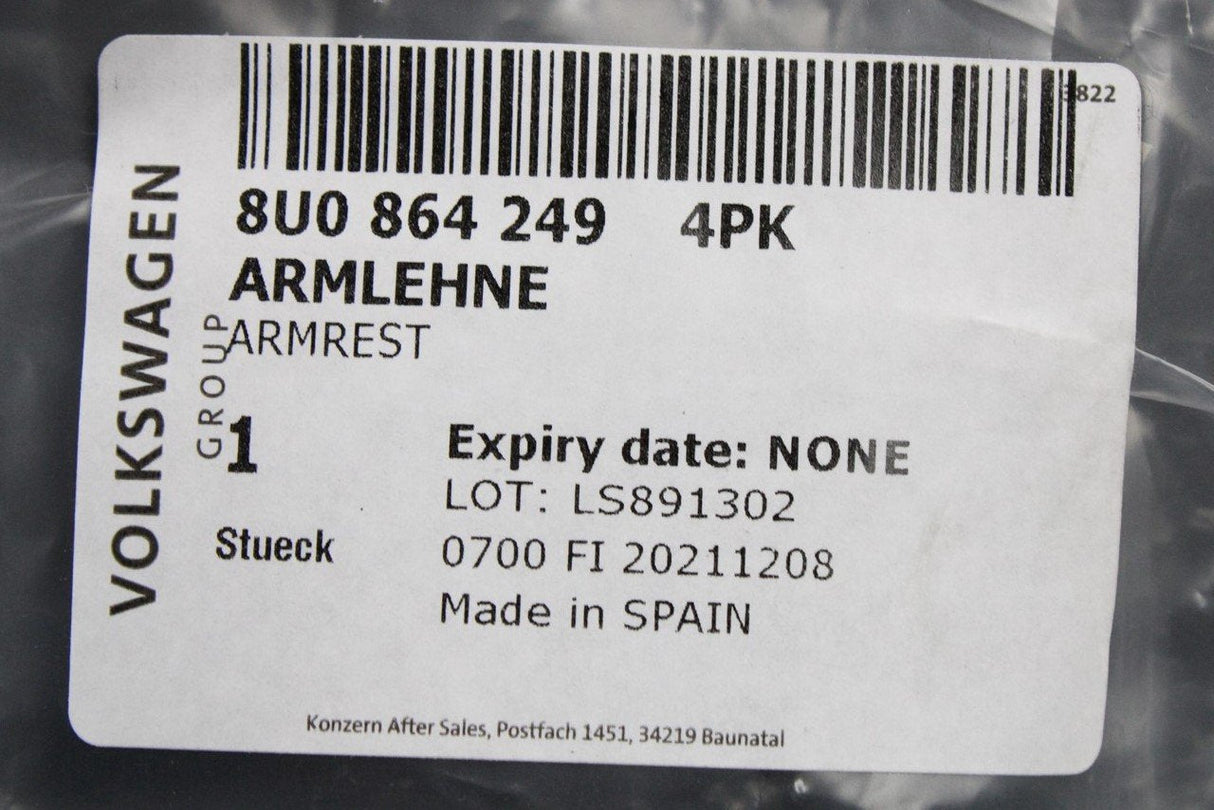 3822
8U0 864 249 4PK
ARMLEHNE
ARMREST
VOLKSWAGEN
GROUP
1
Stueck
Expiry date: NONE
LOT: LS891302
0700 FI 20211208
Made in SPAIN
Konzern After Sales, Postfach 1451, 34219 Baunatal